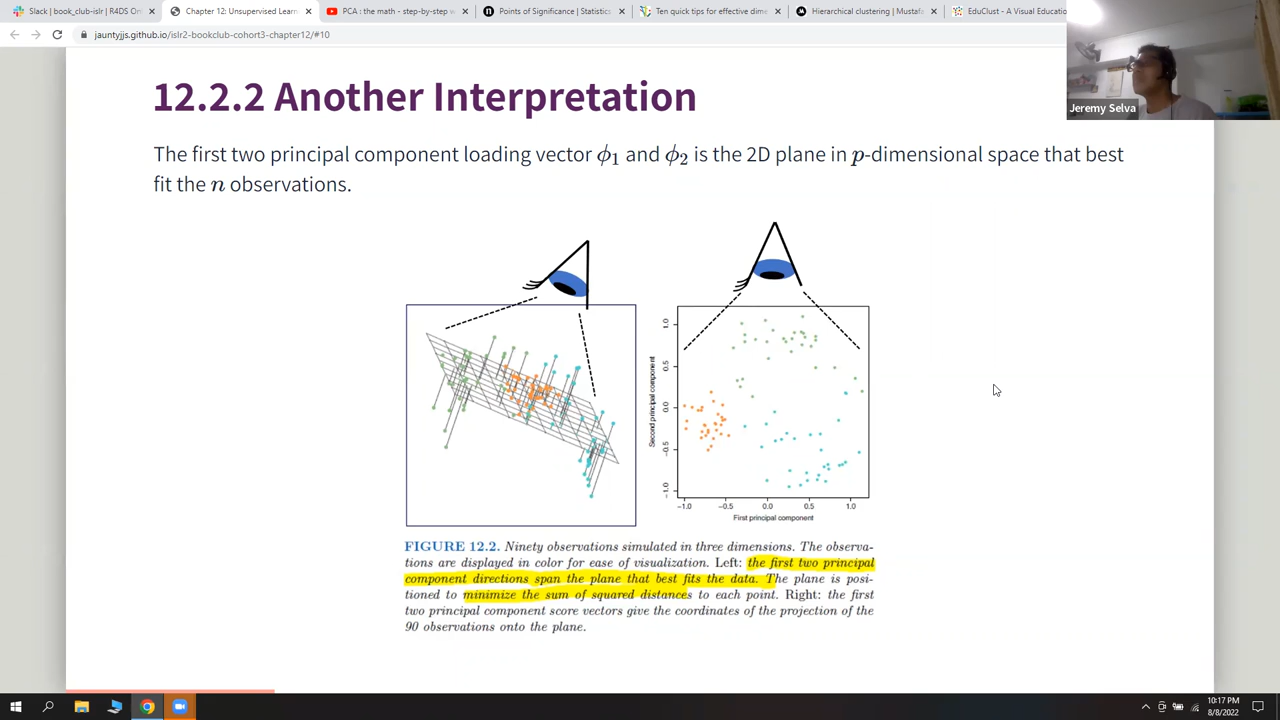 Slack | book_club-islr | R4DS On
Chapter 12: Unsupervised Learn
PCA : the math - step-by-step w
Points of Significance | Statistica
Ten quick tips for effective dime
Hierarchical clustering | Mustafa
EduClust - A Visual Educatio
jauntyjjs.github.io/islr2-bookclub-cohort3-chapter12/#10
Jeremy Selva
12.2.2 Another Interpretation
The first two principal component loading vector ϕ1 and ϕ2 is the 2D plane in p-dimensional space that best
fit the n observations.
Second principal component
1.0
0.5
0.0
−0.5
−1.0
−1.0 −0.5 0.0 0.5 1.0
First principal component
FIGURE 12.2. Ninety observations simulated in three dimensions. The observa-
tions are displayed in color for ease of visualization. Left: the first two principal
component directions span the plane that best fits the data. The plane is posi-
tioned to minimize the sum of squared distances to each point. Right: the first
two principal component score vectors give the coordinates of the projection of the
90 observations onto the plane.
10:17 PM
8/8/2022